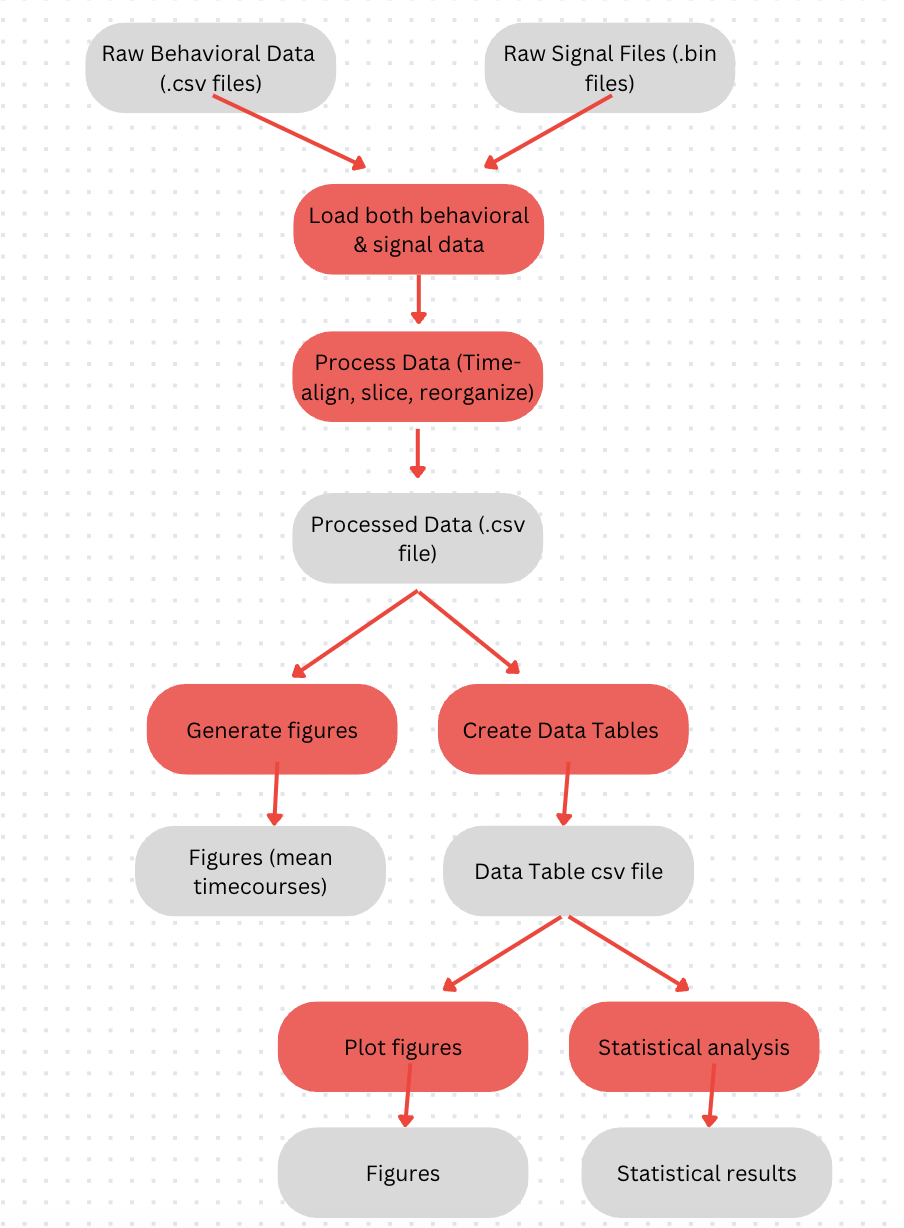 Raw Behavioral Data
(.csv files)
Raw Signal Files (.bin
files)
Load both behavioral
& signal data
Process Data (Time-
align, slice, reorganize)
Processed Data (.csv
file)
Generate figures
Create Data Tables
Figures (mean
timecourses)
Data Table csv file
Plot figures
Statistical analysis
Figures
Statistical results